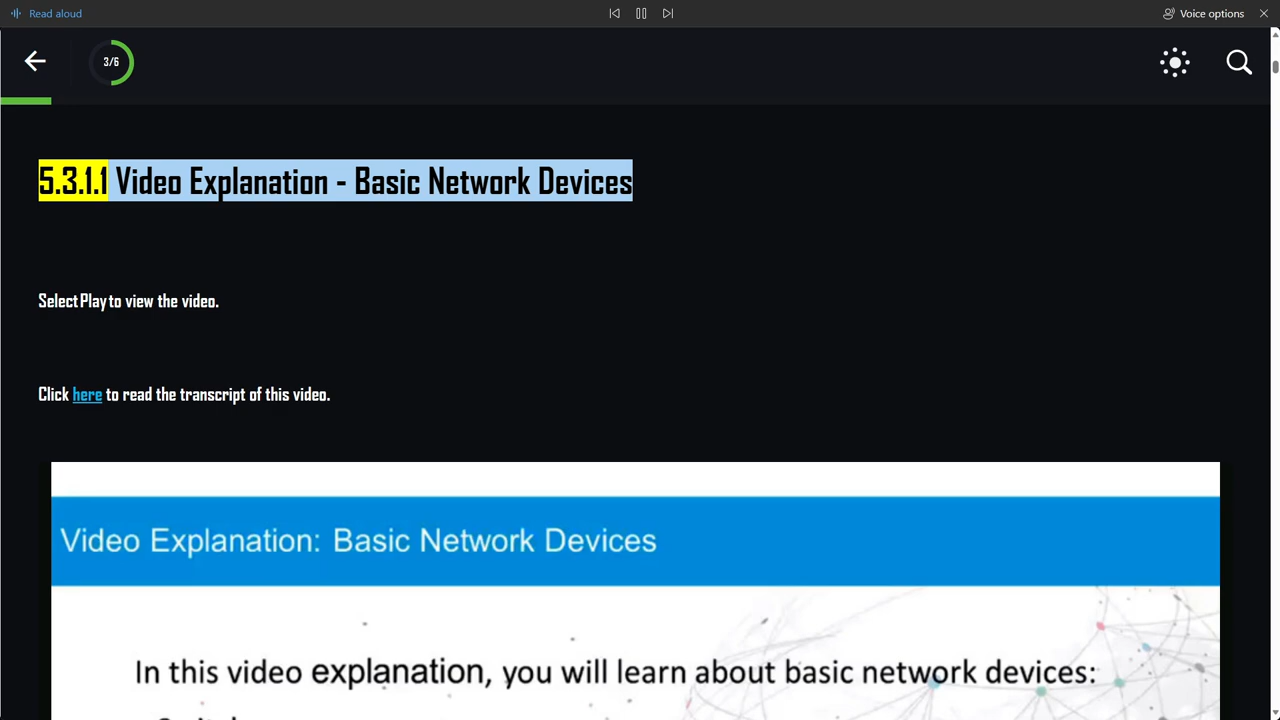 Read aloud
Voice options
3/6
5.3.1.1 Video Explanation - Basic Network Devices
Select Play to view the video.
Click here to read the transcript of this video.
Video Explanation: Basic Network Devices
In this video explanation, you will learn about basic network devices: